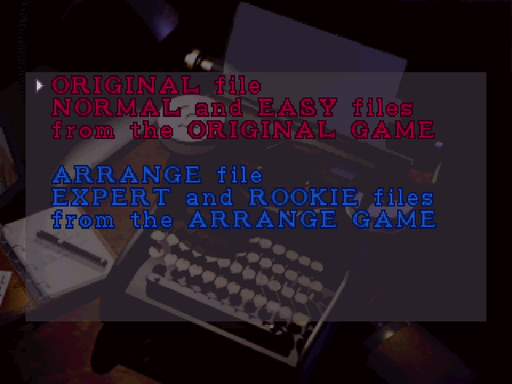 ORIGINAL file
NORMAL and EASY files
from the ORIGINAL GAME
ARRANGE file
EXPERT and ROOKIE files
from the ARRANGE GAME